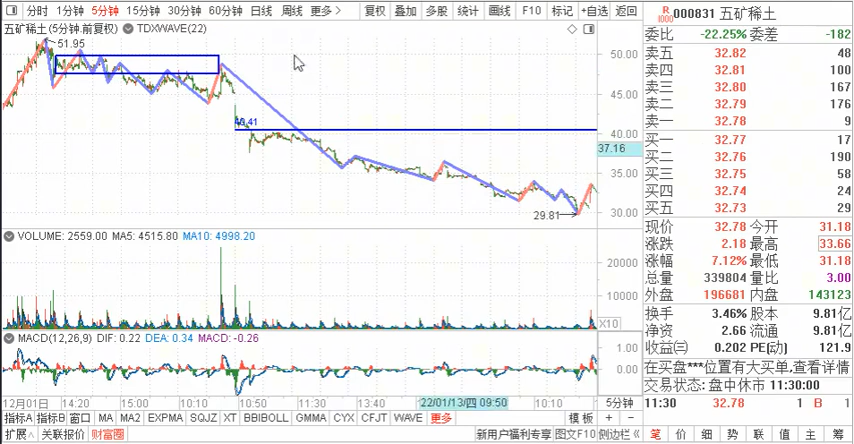 分时 1分钟 5分钟 15分钟 30分钟 60分钟 日线 周线 更多 > 复权 叠加 多股 统计 画线 F10 标记 +自选 返回
R 1000 000831 五矿稀土
五矿稀土(5分钟.前复权) TDXWAVE(22)
委比 -22.25% 委差 -182
卖五 32.82 48
卖四 32.81 100
卖三 32.80 167
卖二 32.79 176
卖一 32.78 9
买一 32.77 17
买二 32.76 190
买三 32.75 58
买四 32.74 24
买五 32.73 29
现价 32.78 今开 31.18
涨跌 2.18 最高 33.66
涨幅 7.12% 最低 31.18
总量 339804 量比 3.00
外盘 196681 内盘 143123
换手 3.46% 股本 9.81亿
净资 2.66 流通 9.81亿
收益㈢ 0.202 PE(动) 121.9
在买盘***位置有大买单,查看详情
交易状态: 盘中休市 11:30:00
11:30 32.78 1 B 1
51.95
50.00
45.00
40.41
40.00
37.16
35.00
30.00
29.81
VOLUME: 2559.00 MA5: 4515.80 MA10: 4998.20
20000
10000
X10
MACD(12,26,9) DIF: 0.22 DEA: 0.34 MACD: -0.26
1.00
0.00
12月01日 14:20 15:00 10:10 10:50 11:30 13:40 22/01/13/四 09:50 10:10 5分钟
指标A 指标B 窗口 MA MA2 EXPMA SQJZ XT BBIBOLL GMMA CYX CFJT WAVE 更多 模板 + −
扩展∧ 关联报价 财富圈 新用户福利专享 图文F10 侧边栏《 笔 价 细 势 联 值 主 筹